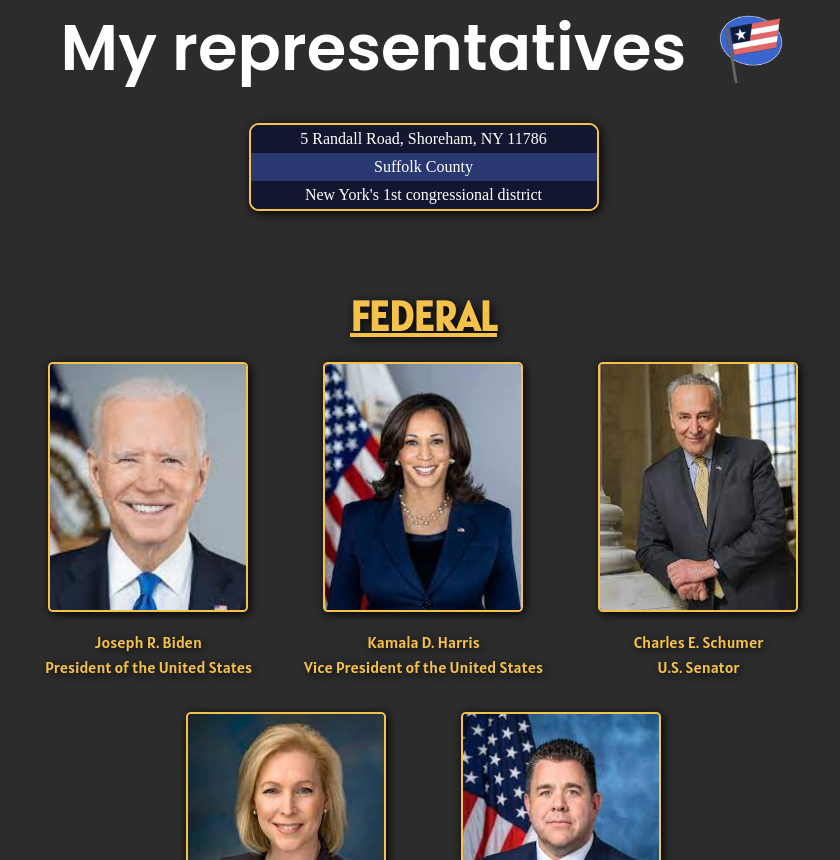 My representatives
5 Randall Road, Shoreham, NY 11786
Suffolk County
New York's 1st congressional district
FEDERAL
Joseph R. Biden
President of the United States
Kamala D. Harris
Vice President of the United States
Charles E. Schumer
U.S. Senator